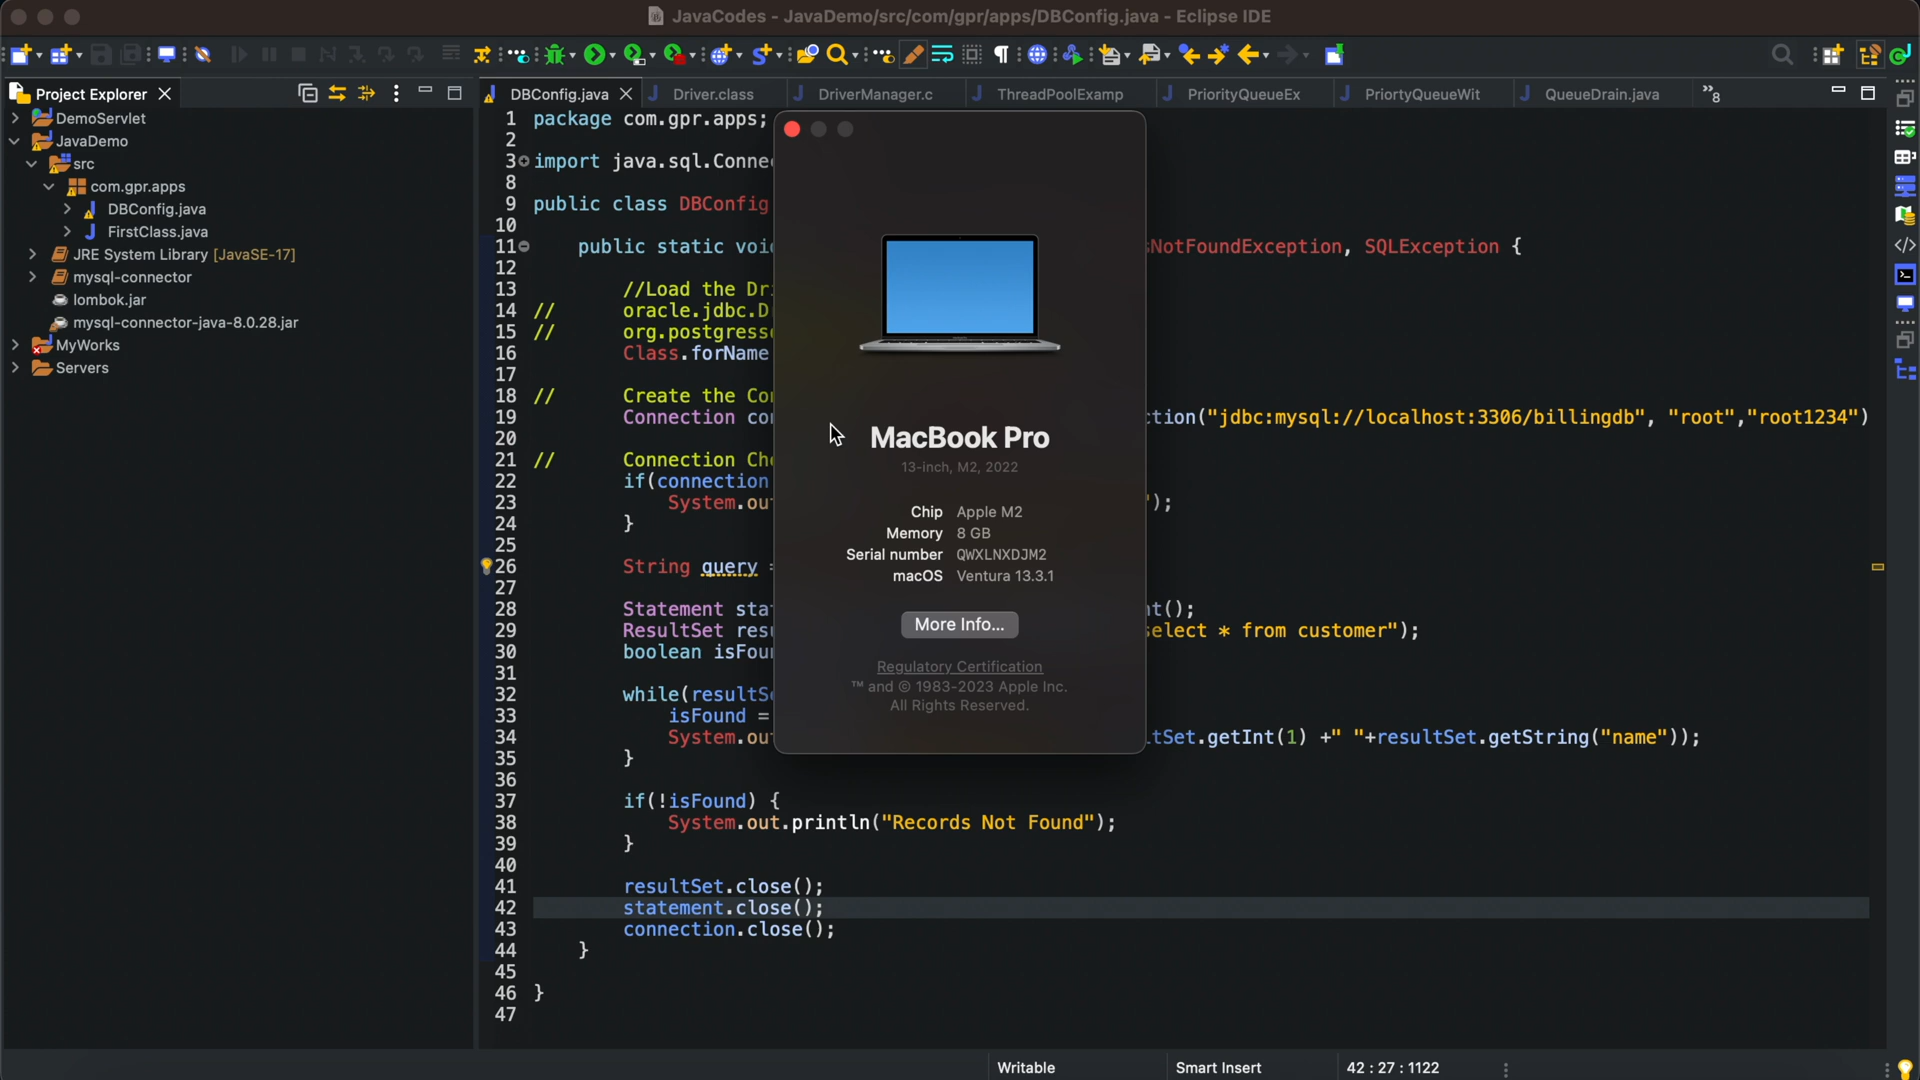 JavaCodes - JavaDemo/src/com/gpr/apps/DBConfig.java - Eclipse IDE
Project Explorer
DBConfig.java
Driver.class
DriverManager.c
ThreadPoolExamp
PriorityQueueEx
PriortyQueueWit
QueueDrain.java
»8
DemoServlet
JavaDemo
src
com.gpr.apps
DBConfig.java
FirstClass.java
JRE System Library [JavaSE-17]
mysql-connector
lombok.jar
mysql-connector-java-8.0.28.jar
MyWorks
Servers
1 package com.gpr.apps;
2
3 import java.sql.Conne
8
9 public class DBConfig
10
11 public static voi NotFoundException, SQLException {
12
13 //Load the Dr
14 // oracle.jdbc.D
15 // org.postgress
16 Class.forName
17
18 // Create the Co
19 Connection co ction("jdbc:mysql://localhost:3306/billingdb", "root","root1234")
20
21 // Connection Che
22 if(connection
23 System.ou ");
24 }
25
26 String query =
27
28 Statement sta nt();
29 ResultSet res select * from customer");
30 boolean isFou
31
32 while(resultS
33 isFound =
34 System.ou ltSet.getInt(1) +" "+resultSet.getString("name"));
35 }
36
37 if(!isFound) {
38 System.out.println("Records Not Found");
39 }
40
41 resultSet.close();
42 statement.close();
43 connection.close();
44 }
45
46 }
47
MacBook Pro
13-inch, M2, 2022
Chip Apple M2
Memory 8 GB
Serial number QWXLNXDJM2
macOS Ventura 13.3.1
More Info...
Regulatory Certification
™ and © 1983-2023 Apple Inc.
All Rights Reserved.
Writable
Smart Insert
42 : 27 : 1122